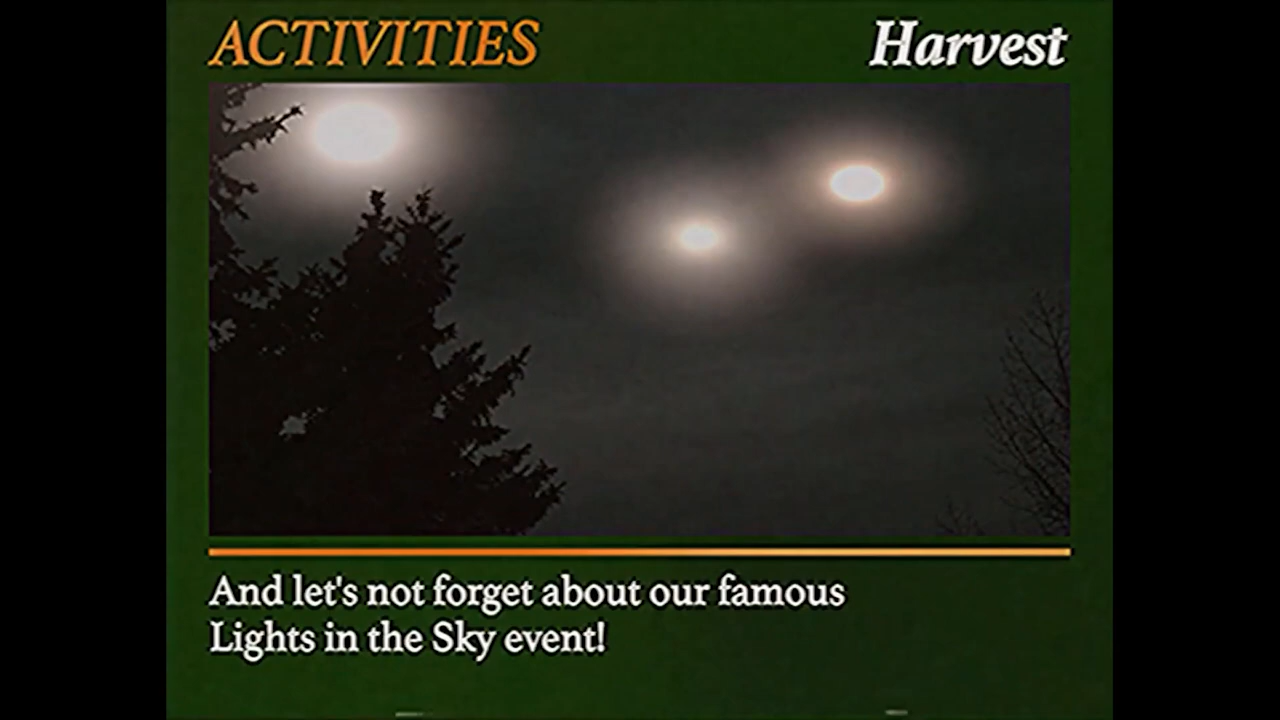 ACTIVITIES
Harvest
And let's not forget about our famous
Lights in the Sky event!